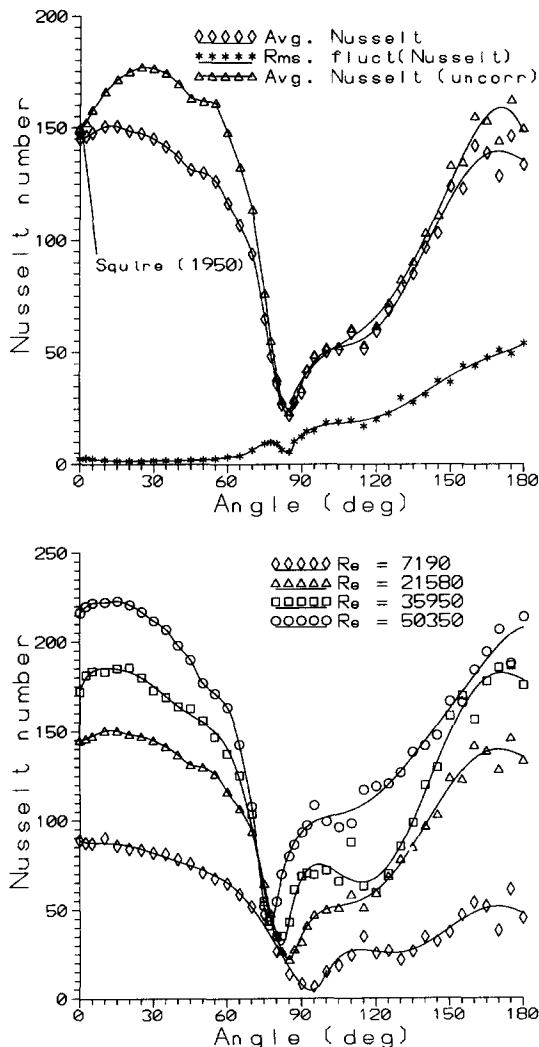 200
150
100
50
0
Nusselt number
Avg. Nusselt
Rms. fluct(Nusselt)
Avg. Nusselt (uncorr)
Squire (1950)
0 30 60 90 120 150 180
Angle (deg)
250
200
150
100
50
0
Nusselt number
Re = 7190
Re = 21580
Re = 35950
Re = 50350
0 30 60 90 120 150 180
Angle (deg)